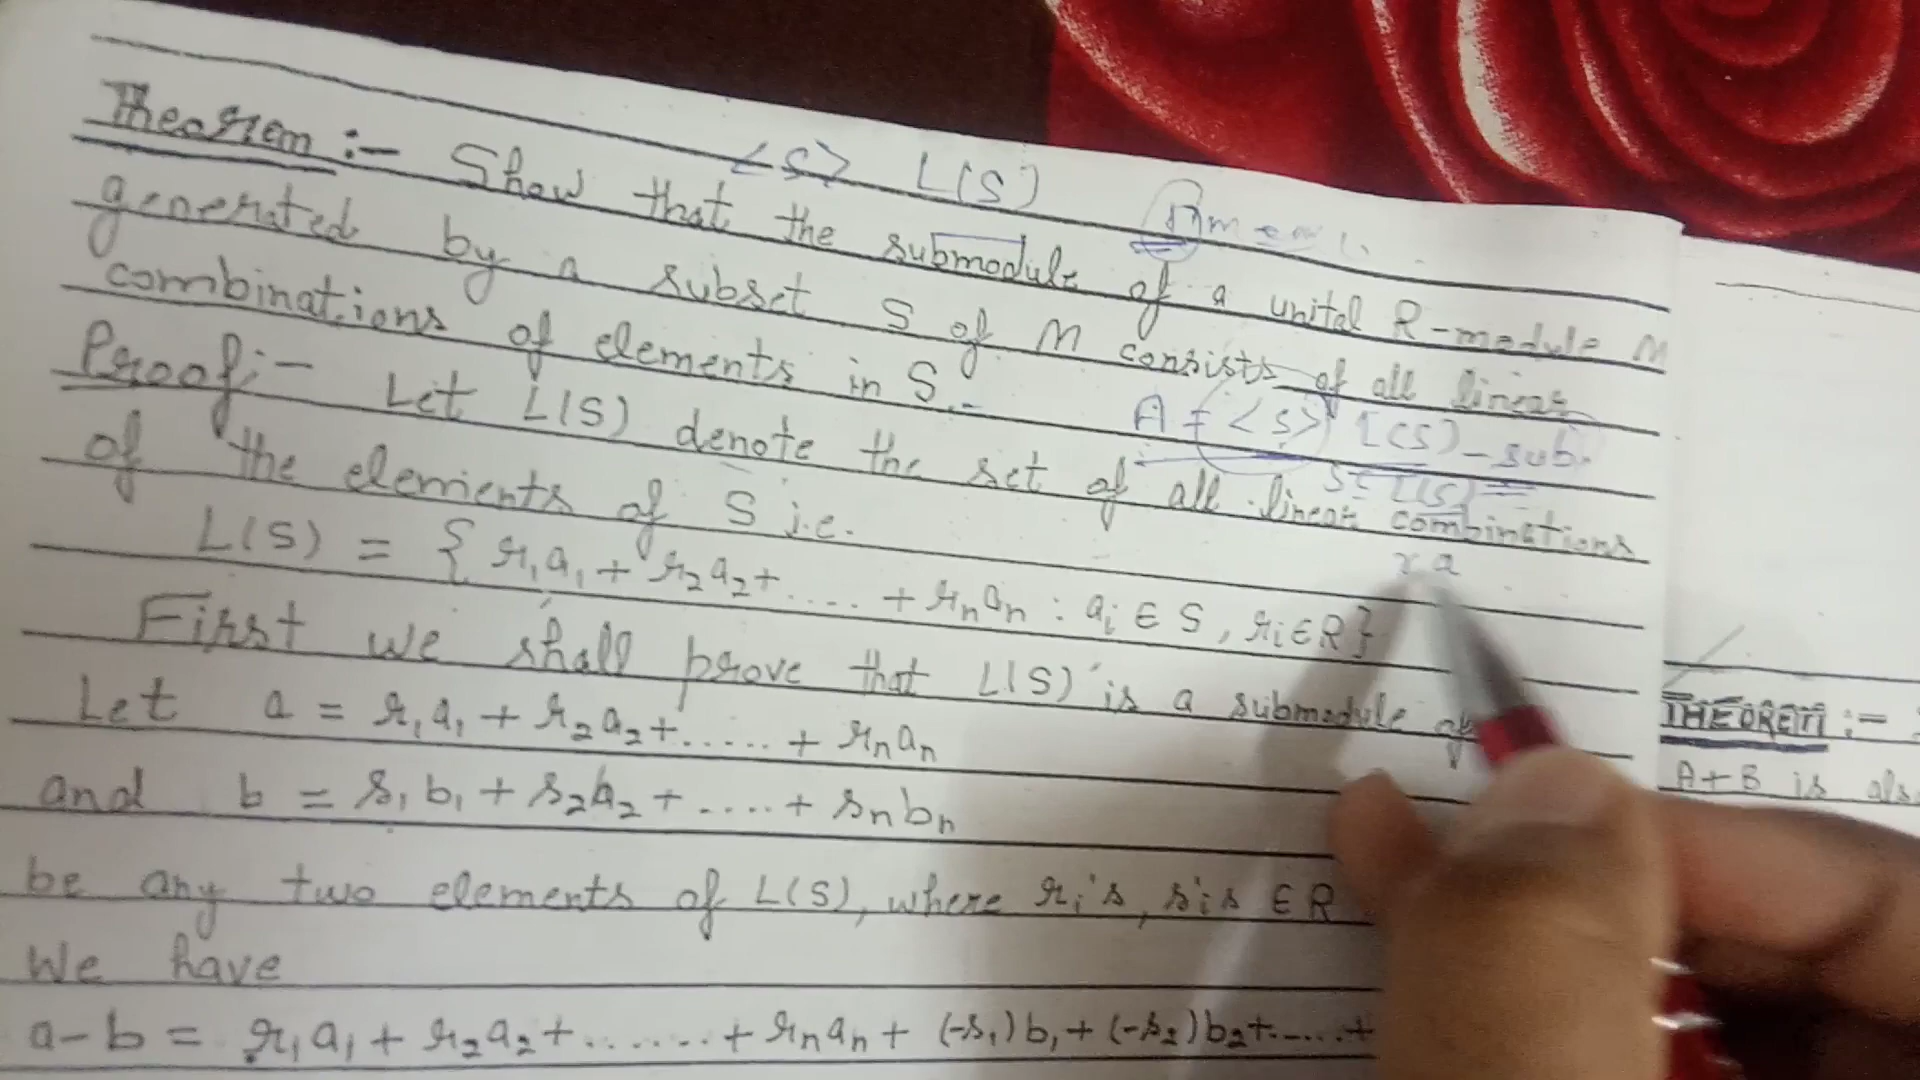 <S> L(S)
Theorem :- Show that the submodule of a unital R-module M
generated by a subset S of M consists of all linear
combinations of elements in S.-
A = <S> L(S) - sub.
S ⊆ L(S)
Proof :- Let L(S) denote the set of all linear combinations
of the elements of S i.e.
r a
L(S) = { r₁a₁ + r₂a₂ + .... + rₙaₙ : aᵢ ∈ S, rᵢ ∈ R }
First we shall prove that L(S) is a submodule of
Let a = r₁a₁ + r₂a₂ + ..... + rₙaₙ
and b = s₁b₁ + s₂b₂ + .... + sₙbₙ
be any two elements of L(S), where rᵢ's, sᵢs ∈ R
We have
a-b = r₁a₁ + r₂a₂ + ....... + rₙaₙ + (-s₁)b₁ + (-s₂)b₂ + ..... +
THEOREM :-
A+B is als